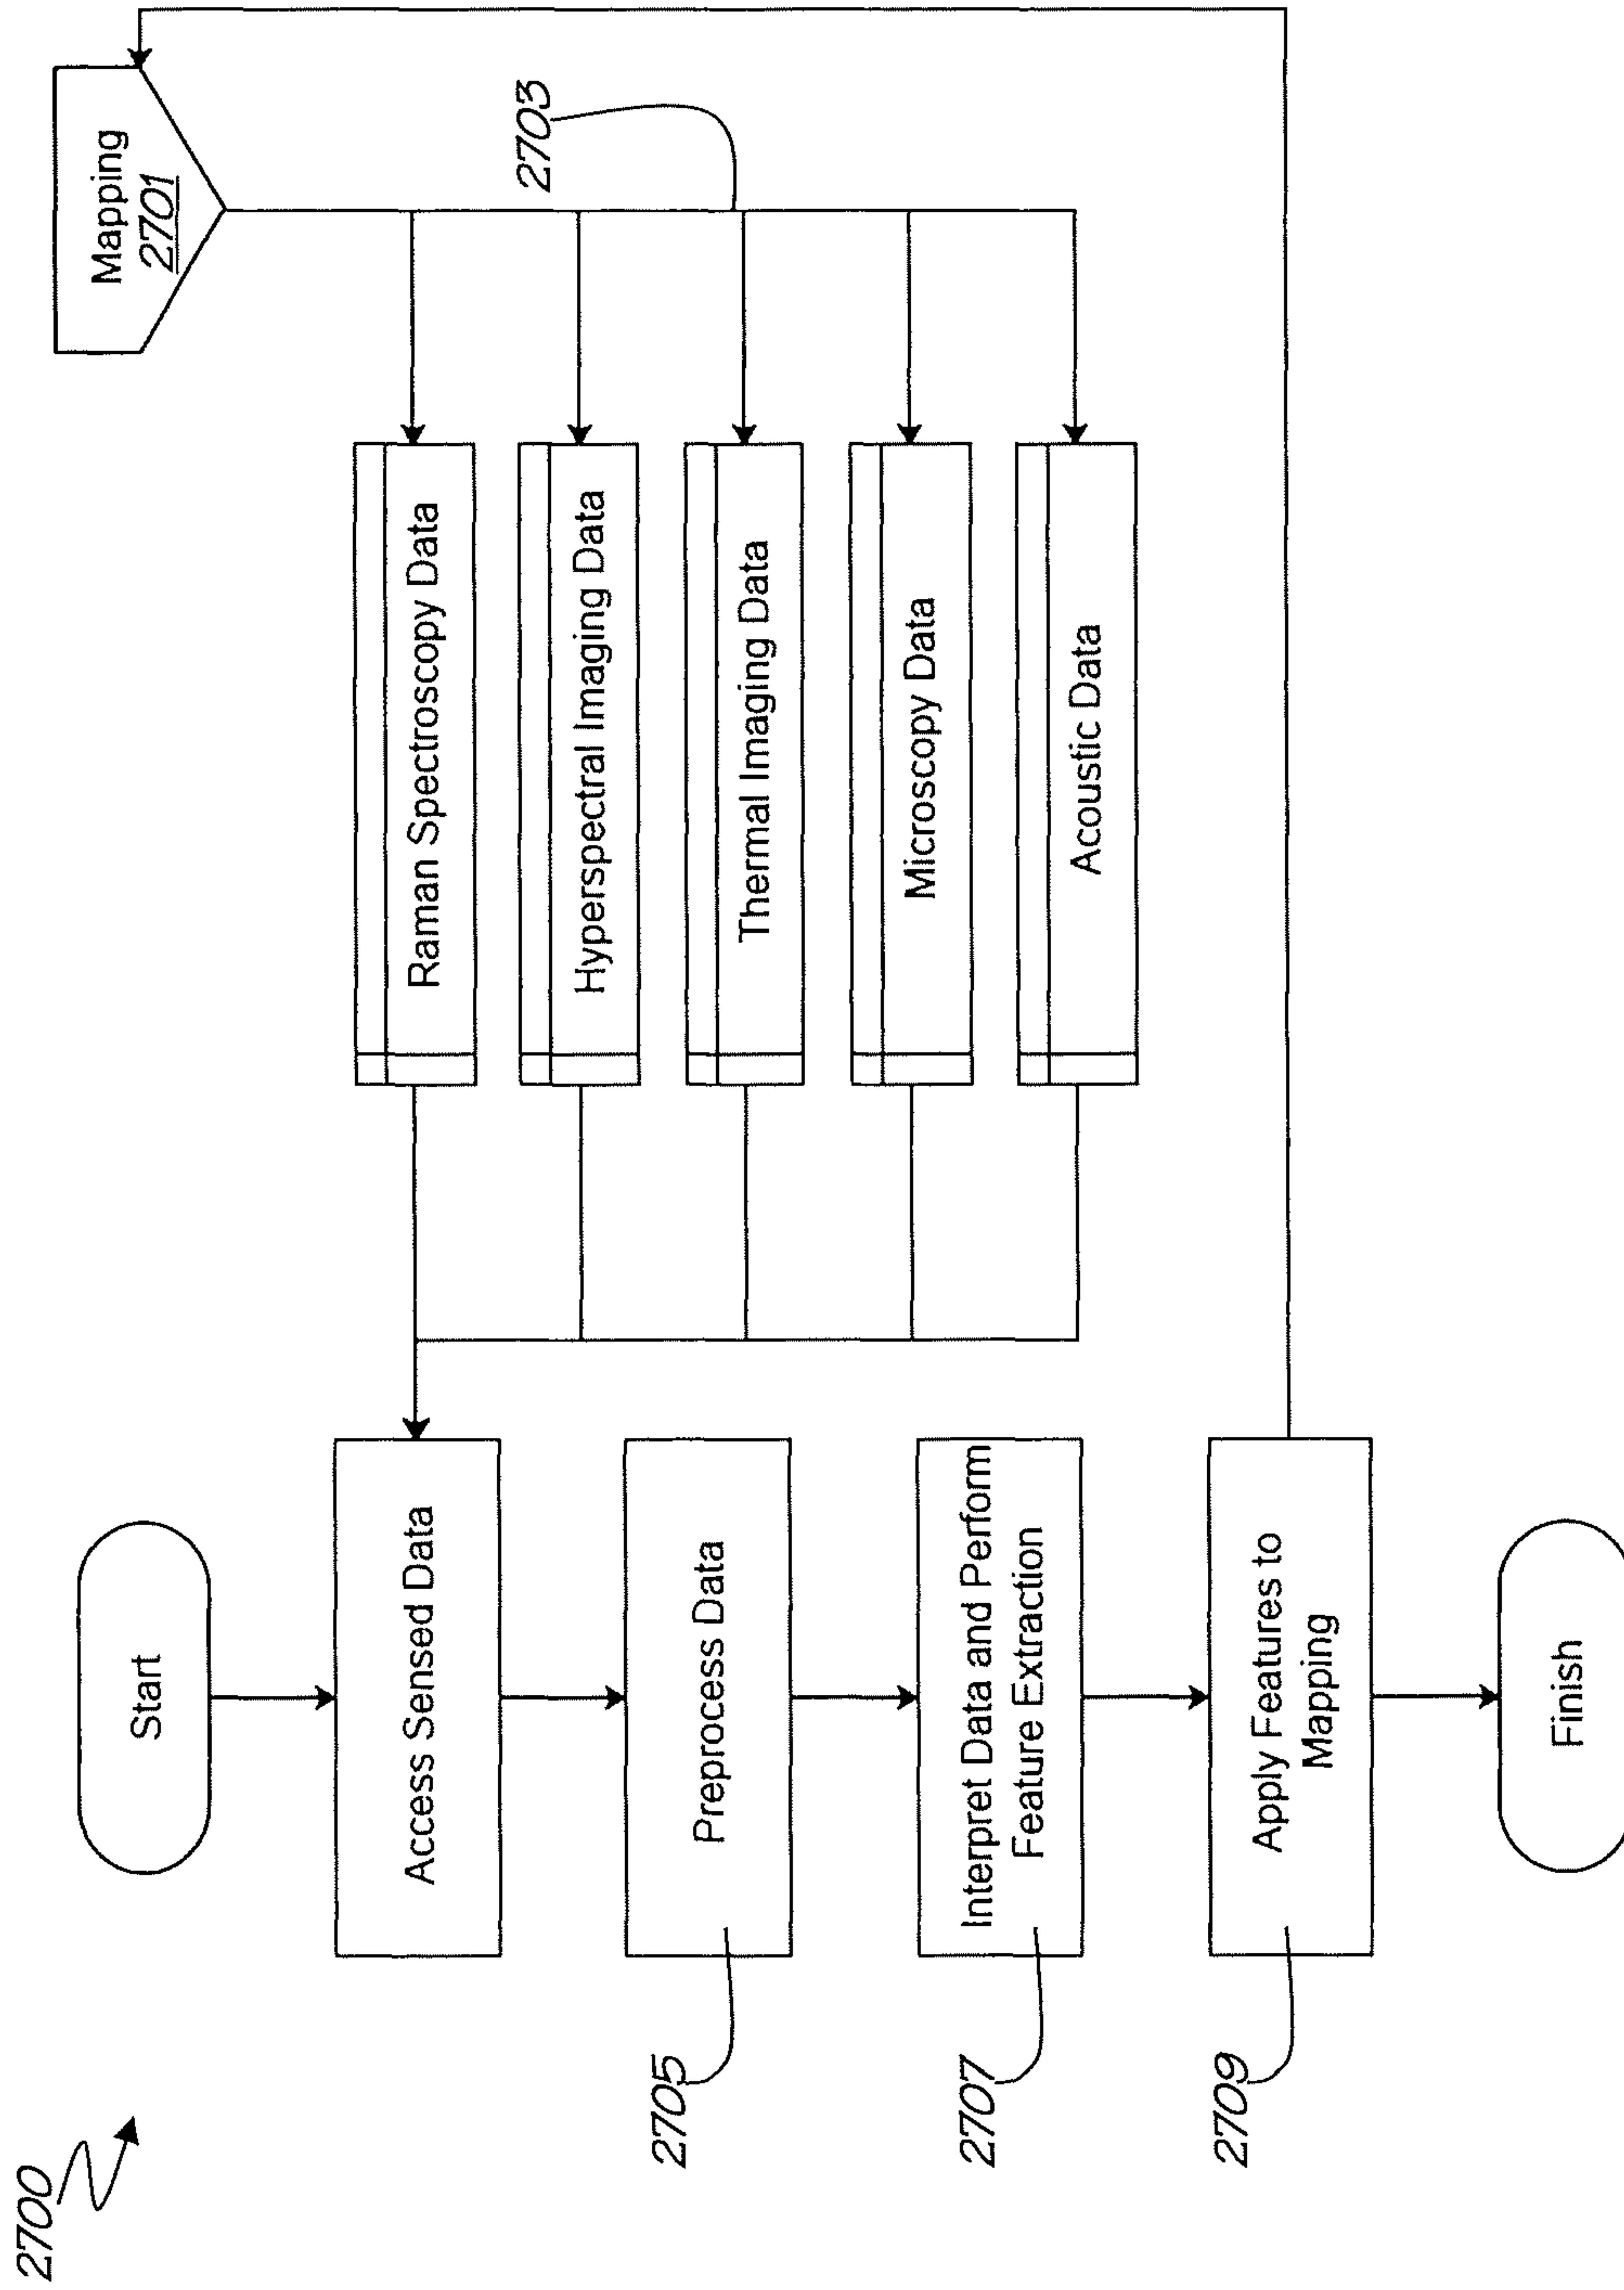 2700
Start
Access Sensed Data
Preprocess Data
2705
Interpret Data and Perform
Feature Extraction
2707
Apply Features to
Mapping
2709
Finish
Mapping
2701
2703
Raman Spectroscopy Data
Hyperspectral Imaging Data
Thermal Imaging Data
Microscopy Data
Acoustic Data